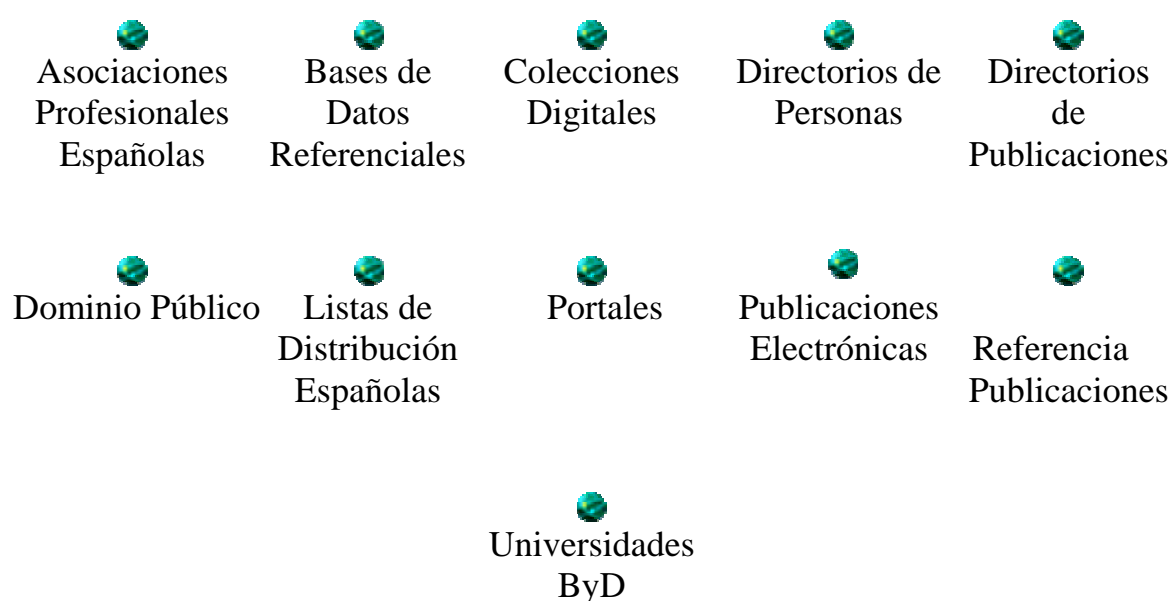 Asociaciones
Profesionales
Españolas
Bases de
Datos
Referenciales
Colecciones
Digitales
Directorios de
Personas
Directorios
de
Publicaciones
Dominio Público
Listas de
Distribución
Españolas
Portales
Publicaciones
Electrónicas
Referencia
Publicaciones
Universidades
ByD